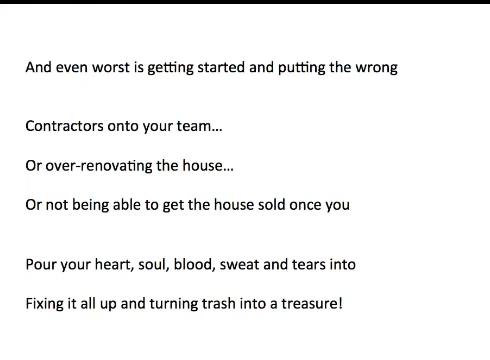 And even worst is getting started and putting the wrong
Contractors onto your team...
Or over-renovating the house...
Or not being able to get the house sold once you
Pour your heart, soul, blood, sweat and tears into
Fixing it all up and turning trash into a treasure!